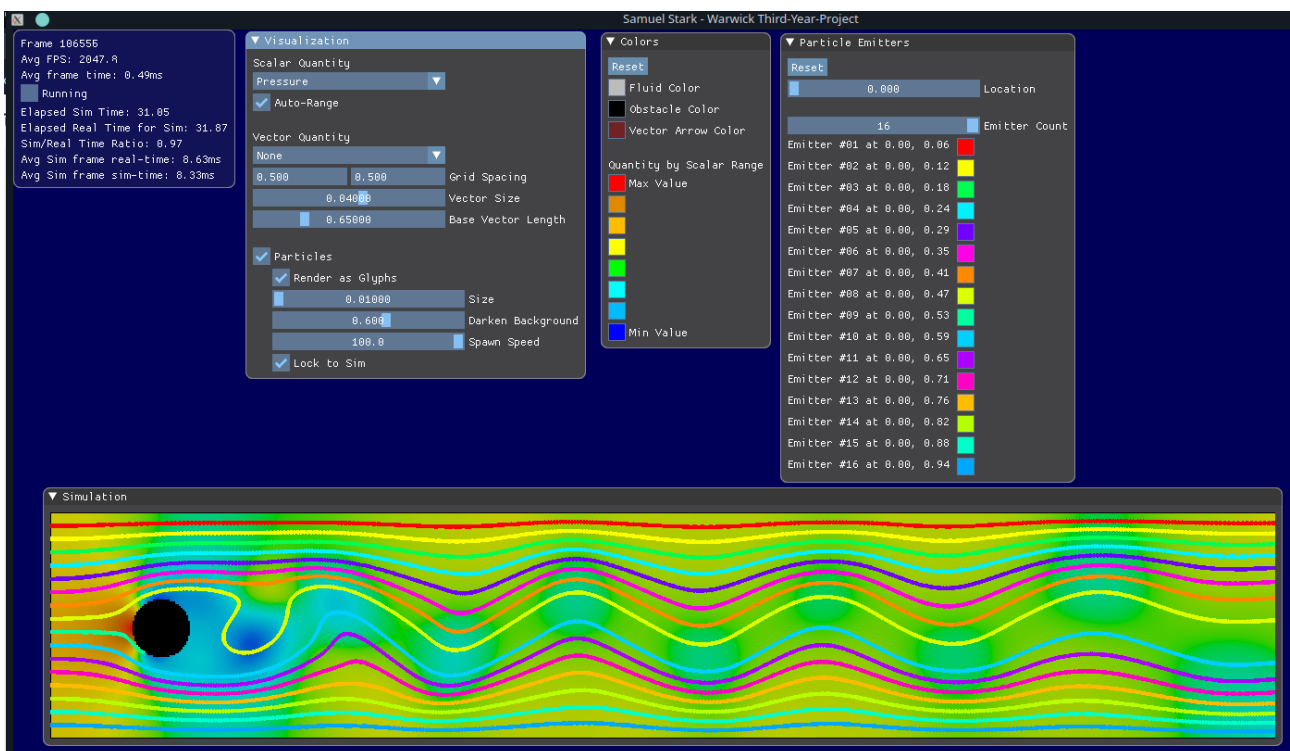 Samuel Stark - Warwick Third-Year-Project
Frame 106556
Avg FPS: 2047.8
Avg frame time: 0.49ms
Running
Elapsed Sim Time: 31.05
Elapsed Real Time for Sim: 31.87
Sim/Real Time Ratio: 0.97
Avg Sim frame real-time: 8.63ms
Avg Sim frame sim-time: 8.33ms
Visualization
Scalar Quantity
Pressure
Auto-Range
Vector Quantity
None
0.500 0.500 Grid Spacing
0.04000 Vector Size
0.65000 Base Vector Length
Particles
Render as Glyphs
0.01000 Size
0.600 Darken Background
100.0 Spawn Speed
Lock to Sim
Colors
Reset
Fluid Color
Obstacle Color
Vector Arrow Color
Quantity by Scalar Range
Max Value
Min Value
Particle Emitters
Reset
0.000 Location
16 Emitter Count
Emitter #01 at 0.00, 0.06
Emitter #02 at 0.00, 0.12
Emitter #03 at 0.00, 0.18
Emitter #04 at 0.00, 0.24
Emitter #05 at 0.00, 0.29
Emitter #06 at 0.00, 0.35
Emitter #07 at 0.00, 0.41
Emitter #08 at 0.00, 0.47
Emitter #09 at 0.00, 0.53
Emitter #10 at 0.00, 0.59
Emitter #11 at 0.00, 0.65
Emitter #12 at 0.00, 0.71
Emitter #13 at 0.00, 0.76
Emitter #14 at 0.00, 0.82
Emitter #15 at 0.00, 0.88
Emitter #16 at 0.00, 0.94
Simulation